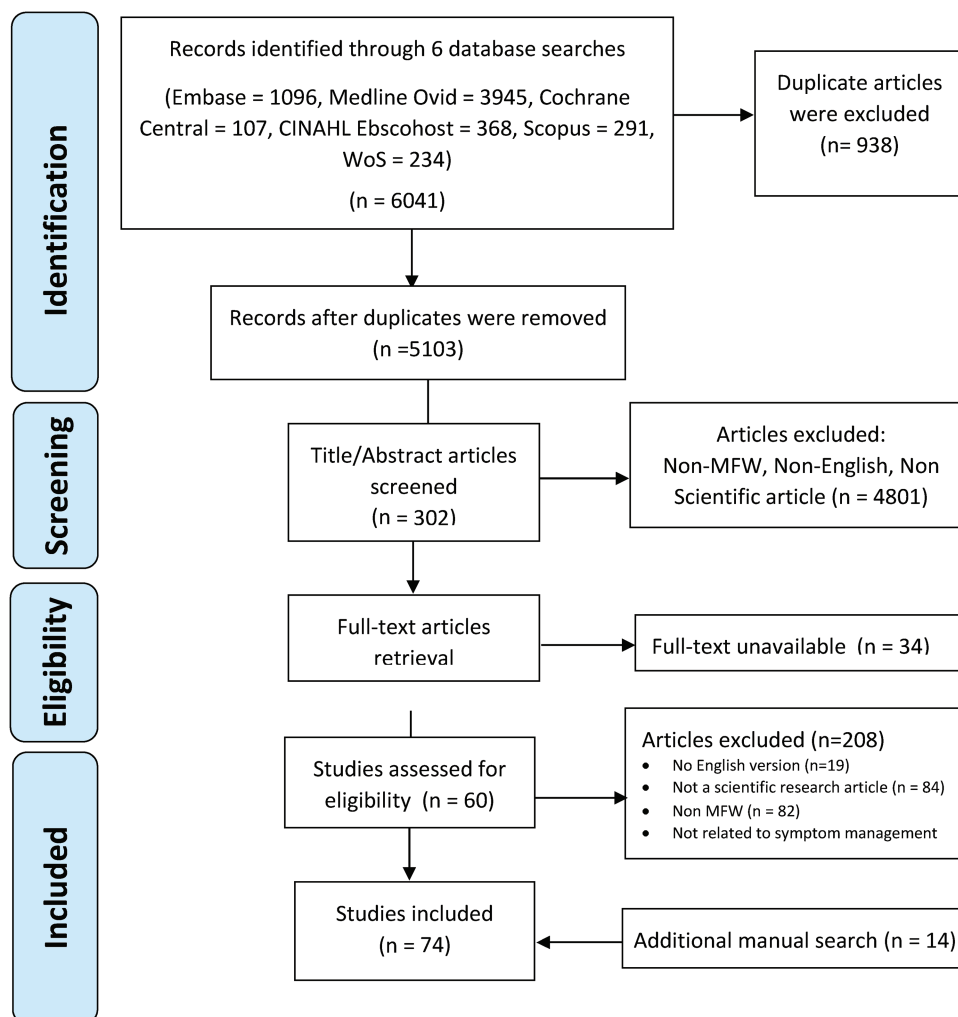 Identification
Records identified through 6 database searches
(Embase = 1096, Medline Ovid = 3945, Cochrane
Central = 107, CINAHL Ebscohost = 368, Scopus = 291,
WoS = 234)
(n = 6041)
Duplicate articles
were excluded
(n= 938)
Records after duplicates were removed
(n =5103)
Screening
Title/Abstract articles
screened
(n = 302)
Articles excluded:
Non-MFW, Non-English, Non
Scientific article (n = 4801)
Eligibility
Full-text articles
retrieval
Full-text unavailable (n = 34)
Included
Studies assessed for
eligibility (n = 60)
Articles excluded (n=208)
• No English version (n=19)
• Not a scientific research article (n = 84)
• Non MFW (n = 82)
• Not related to symptom management
Studies included
(n = 74)
Additional manual search (n = 14)